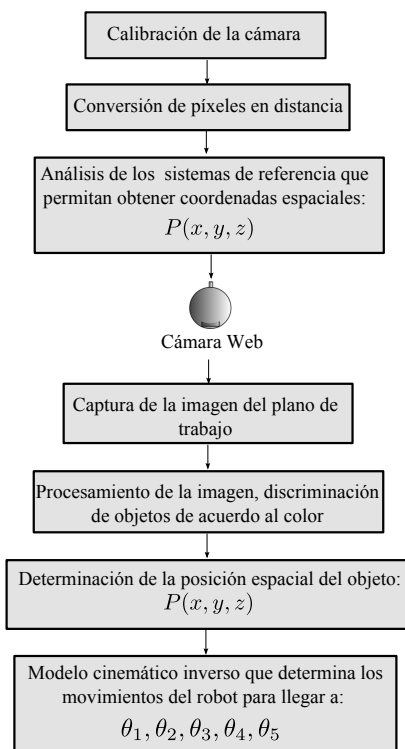 Calibración de la cámara
Conversión de píxeles en distancia
Análisis de los sistemas de referencia que
permitan obtener coordenadas espaciales:
P(x, y, z)
Cámara Web
Captura de la imagen del plano de
trabajo
Procesamiento de la imagen, discriminación
de objetos de acuerdo al color
Determinación de la posición espacial del objeto:
P(x, y, z)
Modelo cinemático inverso que determina los
movimientos del robot para llegar a:
θ₁, θ₂, θ₃, θ₄, θ₅